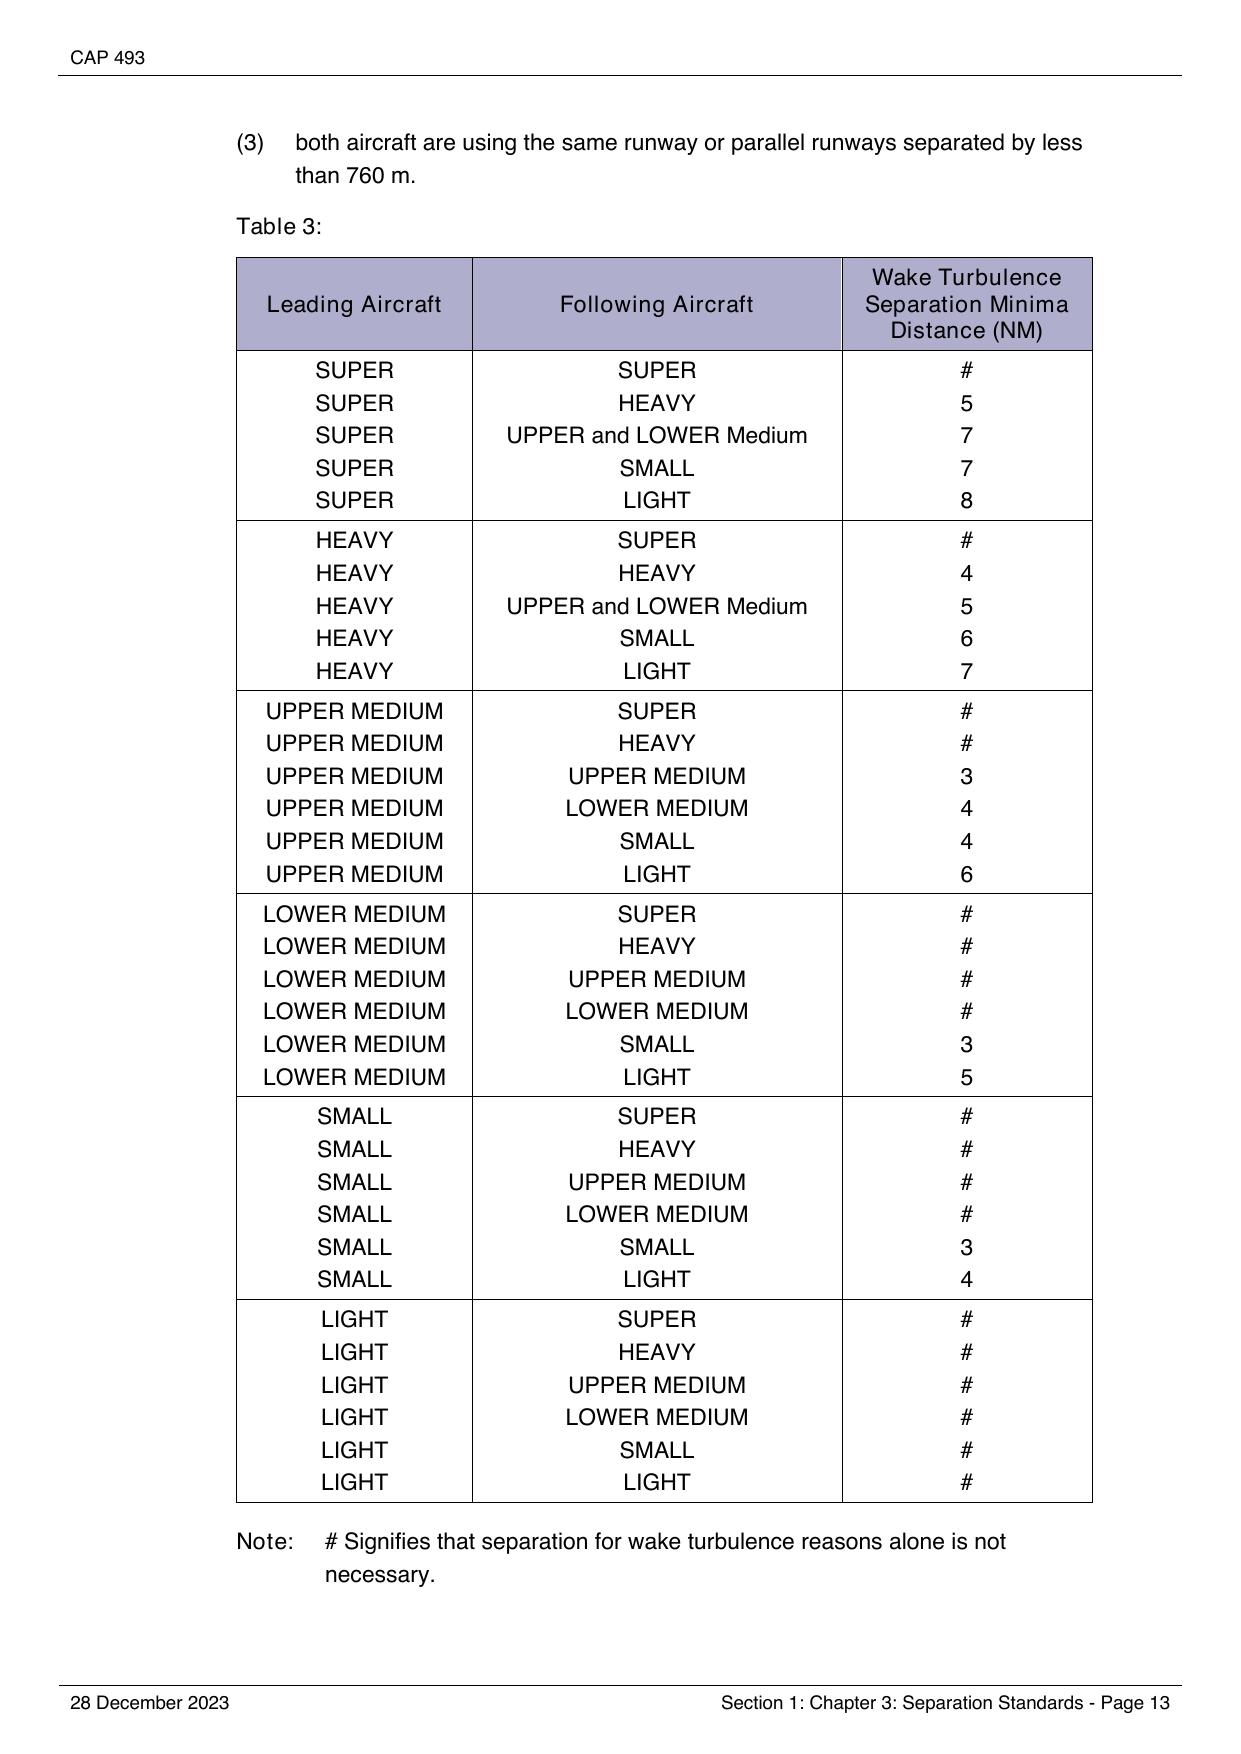 CAP 493
(3) both aircraft are using the same runway or parallel runways separated by less
than 760 m.
Table 3:
Leading Aircraft Following Aircraft Wake Turbulence
Separation Minima
Distance (NM)
SUPER SUPER #
SUPER HEAVY 5
SUPER UPPER and LOWER Medium 7
SUPER SMALL 7
SUPER LIGHT 8
HEAVY SUPER #
HEAVY HEAVY 4
HEAVY UPPER and LOWER Medium 5
HEAVY SMALL 6
HEAVY LIGHT 7
UPPER MEDIUM SUPER #
UPPER MEDIUM HEAVY #
UPPER MEDIUM UPPER MEDIUM 3
UPPER MEDIUM LOWER MEDIUM 4
UPPER MEDIUM SMALL 4
UPPER MEDIUM LIGHT 6
LOWER MEDIUM SUPER #
LOWER MEDIUM HEAVY #
LOWER MEDIUM UPPER MEDIUM #
LOWER MEDIUM LOWER MEDIUM #
LOWER MEDIUM SMALL 3
LOWER MEDIUM LIGHT 5
SMALL SUPER #
SMALL HEAVY #
SMALL UPPER MEDIUM #
SMALL LOWER MEDIUM #
SMALL SMALL 3
SMALL LIGHT 4
LIGHT SUPER #
LIGHT HEAVY #
LIGHT UPPER MEDIUM #
LIGHT LOWER MEDIUM #
LIGHT SMALL #
LIGHT LIGHT #
Note: # Signifies that separation for wake turbulence reasons alone is not
necessary.
28 December 2023 Section 1: Chapter 3: Separation Standards - Page 13